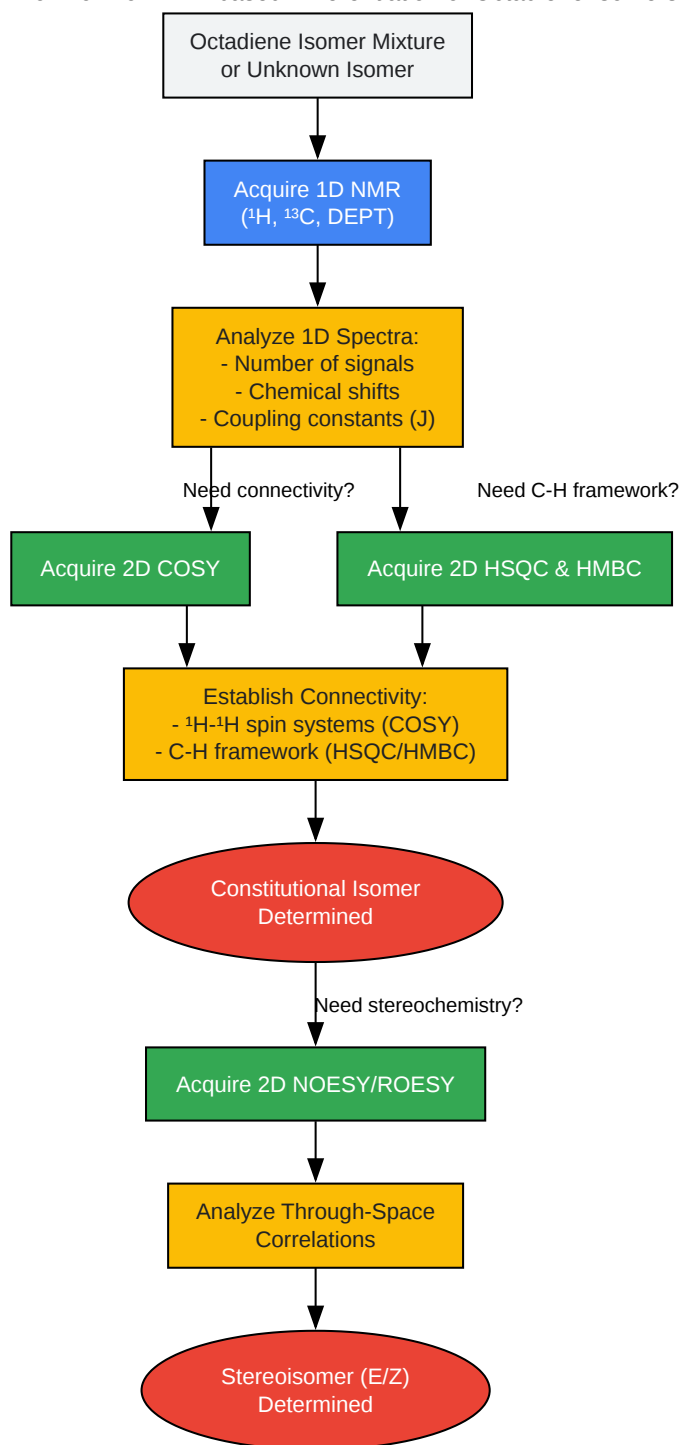 Octadiene Isomer Mixture
or Unknown Isomer
Acquire 1D NMR
(¹H, ¹³C, DEPT)
Analyze 1D Spectra:
- Number of signals
- Chemical shifts
- Coupling constants (J)
Need connectivity?
Need C-H framework?
Acquire 2D COSY
Acquire 2D HSQC & HMBC
Establish Connectivity:
- ¹H-¹H spin systems (COSY)
- C-H framework (HSQC/HMBC)
Constitutional Isomer
Determined
Need stereochemistry?
Acquire 2D NOESY/ROESY
Analyze Through-Space
Correlations
Stereoisomer (E/Z)
Determined